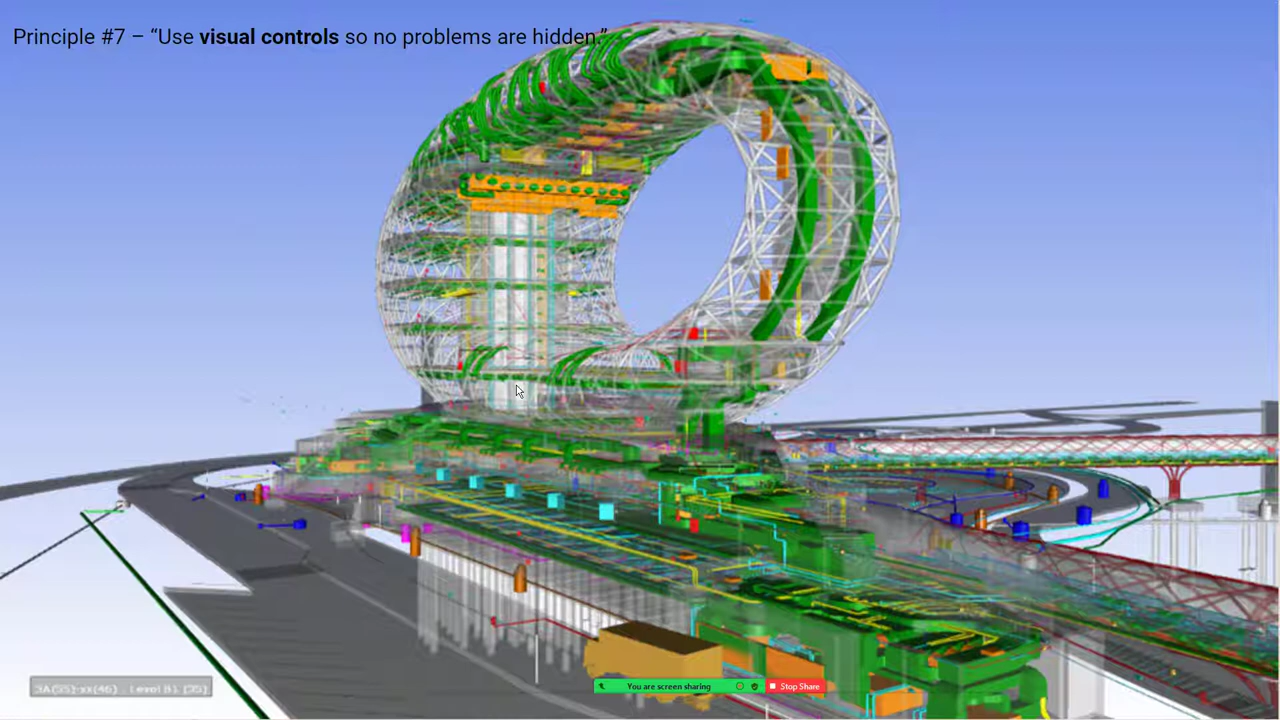 Principle #7 – “Use visual controls so no problems are hidden.”
You are screen sharing
Stop Share